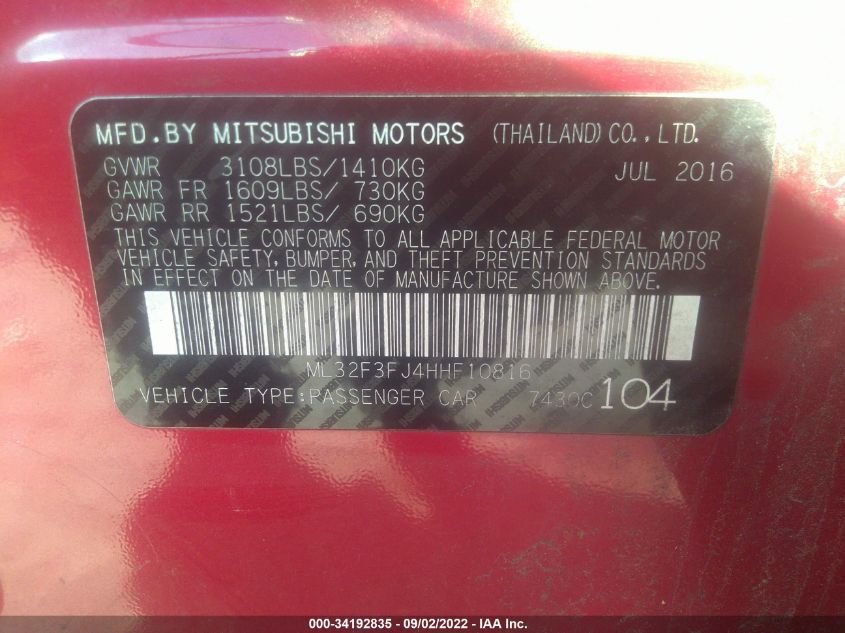 MFD.BY MITSUBISHI MOTORS (THAILAND)CO.,LTD.
GVWR 3108LBS/1410KG JUL 2016
GAWR FR 1609LBS/ 730KG
GAWR RR 1521LBS/ 690KG
THIS VEHICLE CONFORMS TO ALL APPLICABLE FEDERAL MOTOR
VEHICLE SAFETY, BUMPER, AND THEFT PREVENTION STANDARDS
IN EFFECT ON THE DATE OF MANUFACTURE SHOWN ABOVE.
ML32F3FJ4HHF10816
VEHICLE TYPE:PASSENGER CAR 7430C 104
000-34192835 - 09/02/2022 - IAA Inc.